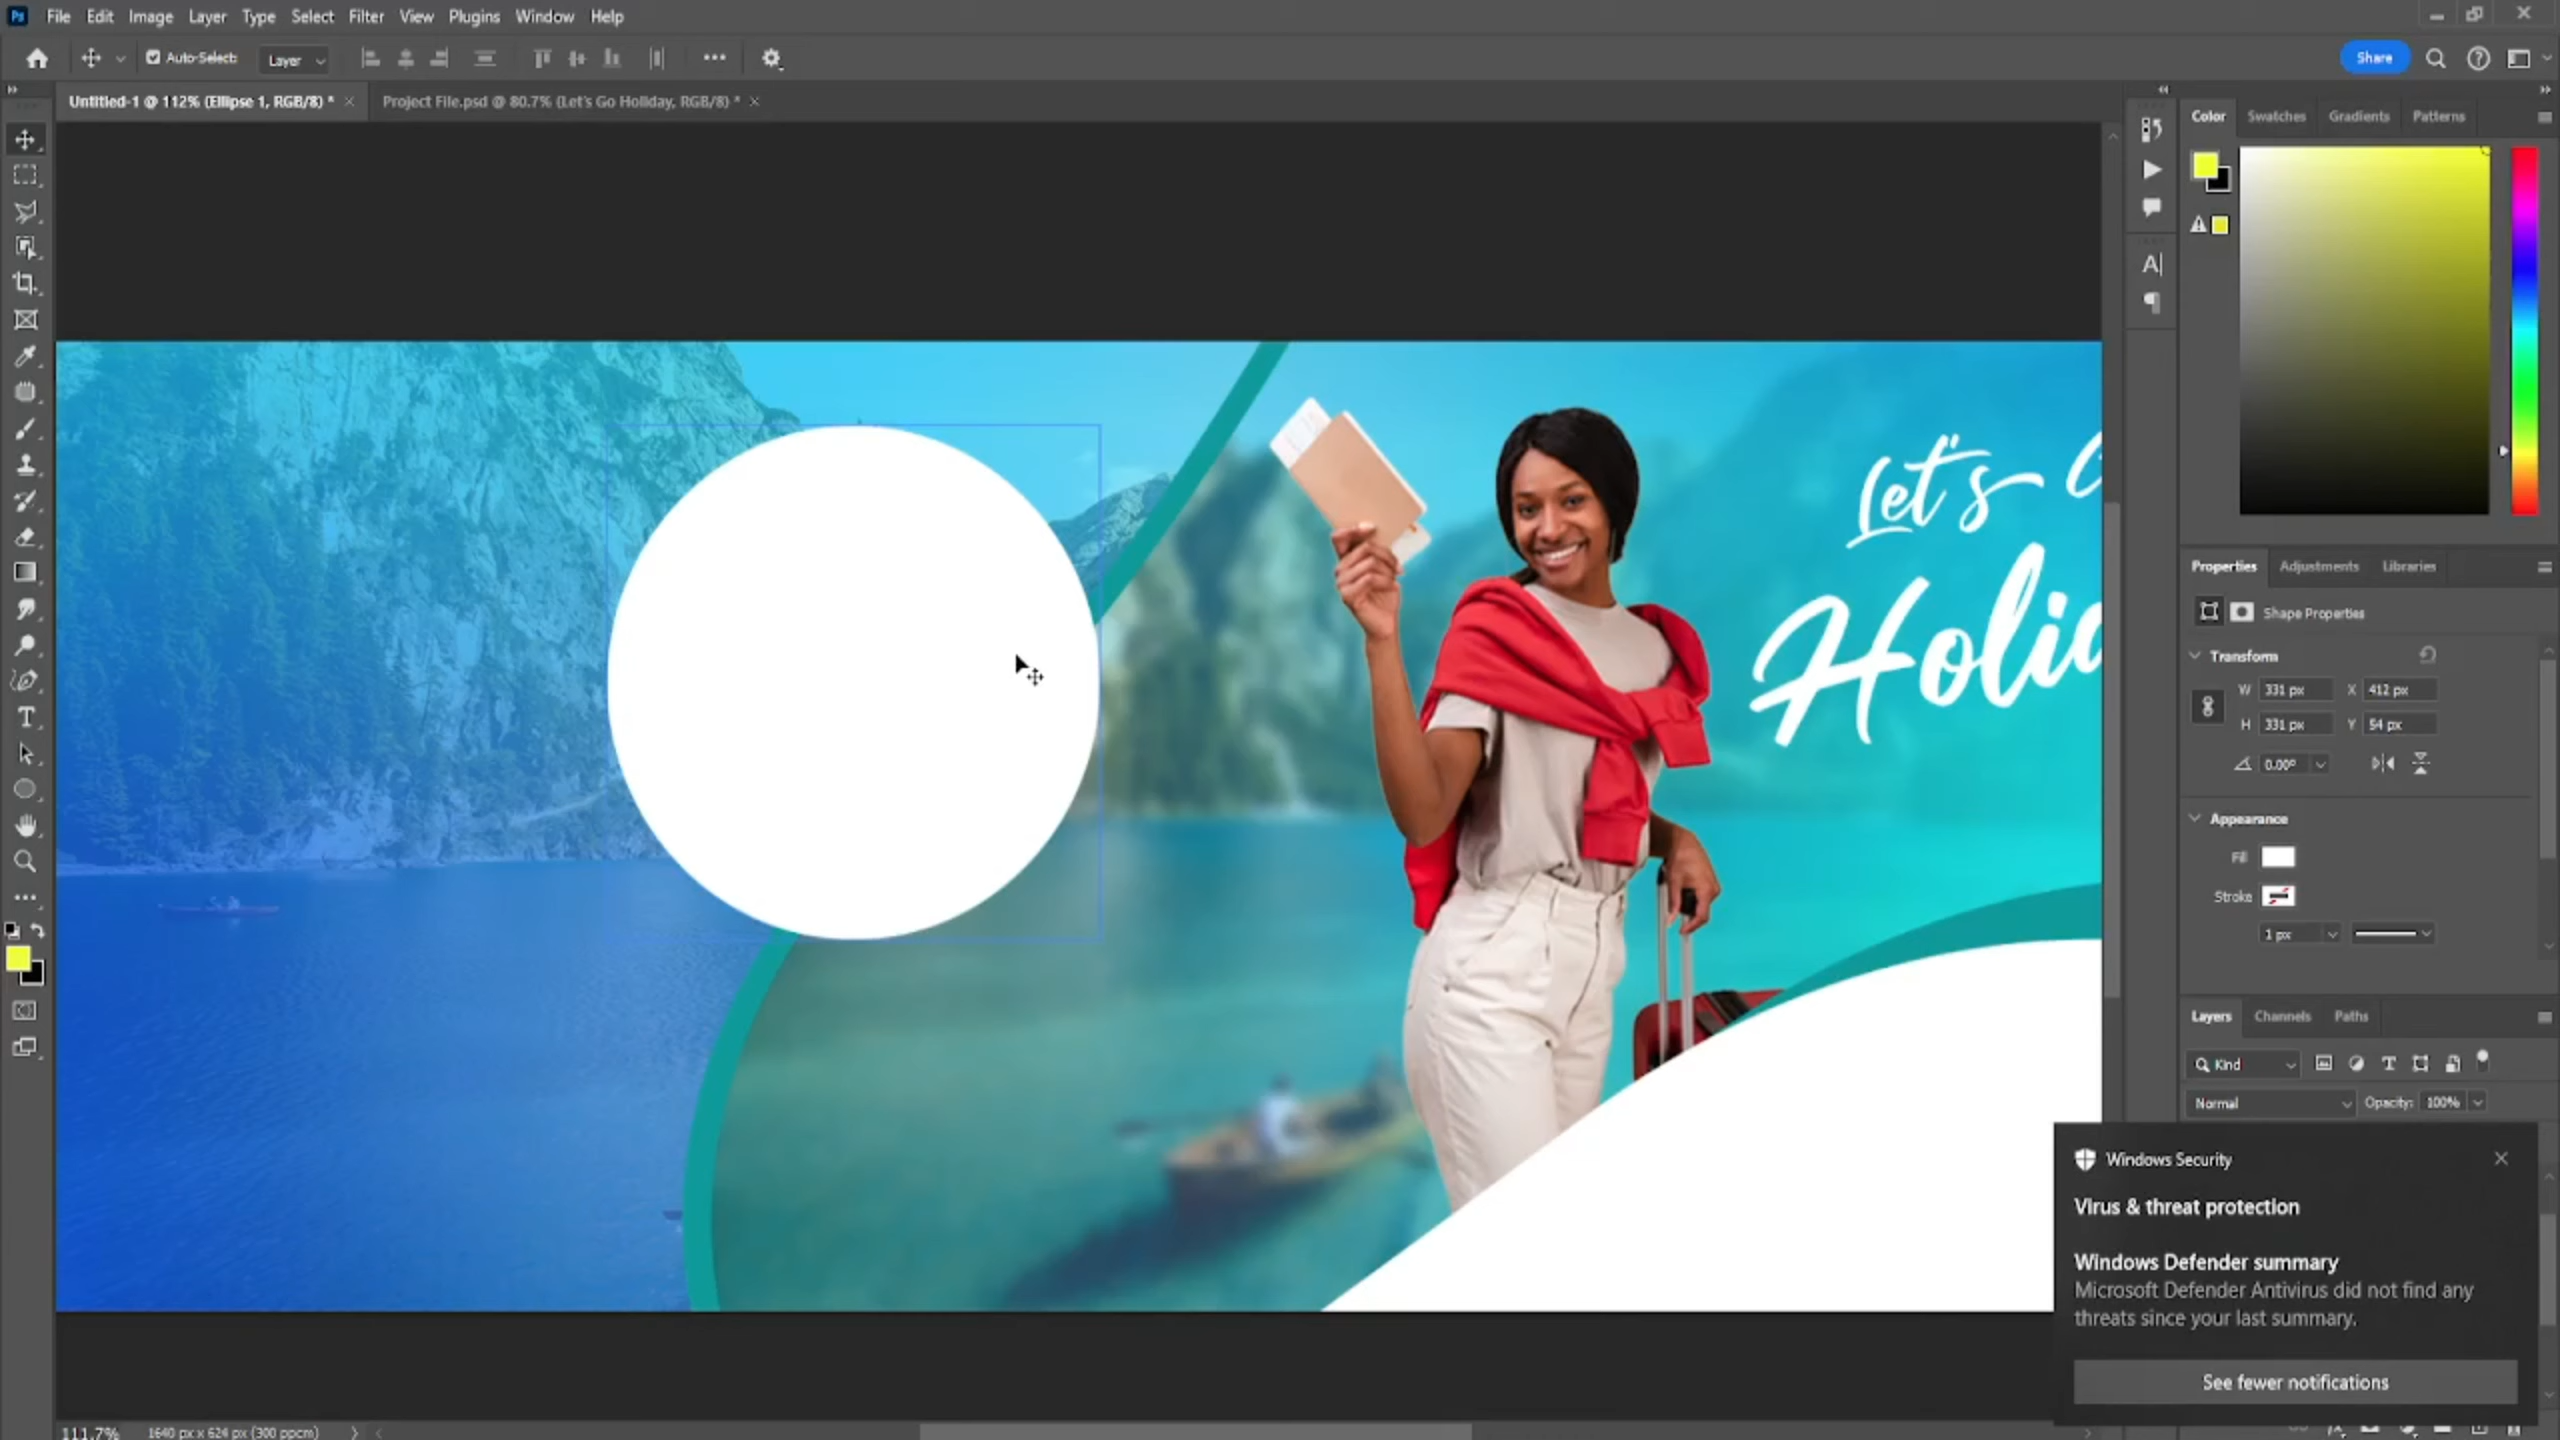 Ps File Edit Image Layer Type Select Filter View Plugins Window Help
Auto-Select: Layer Share
Untitled-1 @ 112% (Ellipse 1, RGB/8) * Project File.psd @ 80.7% (Let's Go Holiday, RGB/8) *
Color Swatches Gradients Patterns
Let's
Holid
Properties Adjustments Libraries
Shape Properties
Transform
W 331 px X 412 px
H 331 px Y 54 px
0.00°
Appearance
Fill
Stroke
1 px
Layers Channels Paths
Kind
Normal Opacity: 100%
Windows Security
Virus & threat protection
Windows Defender summary
Microsoft Defender Antivirus did not find any
threats since your last summary.
See fewer notifications
111.7% 1640 px x 624 px (300 ppcm)